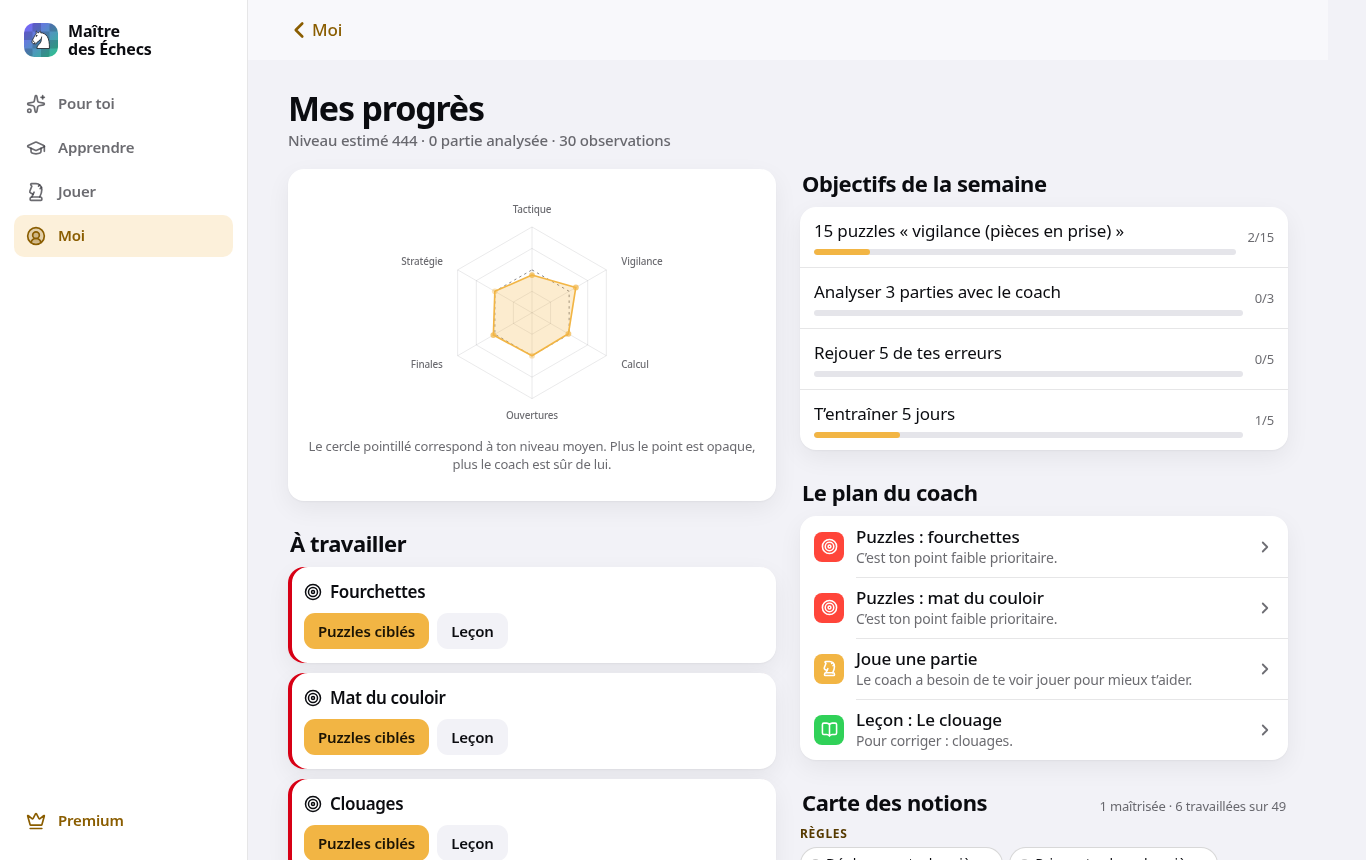 Maître
des Échecs
Pour toi
Apprendre
Jouer
Moi
Premium
Moi
Mes progrès
Niveau estimé 444 · 0 partie analysée · 30 observations
Tactique
Stratégie
Vigilance
Finales
Calcul
Ouvertures
Le cercle pointillé correspond à ton niveau moyen. Plus le point est opaque,
plus le coach est sûr de lui.
À travailler
Fourchettes
Puzzles ciblés
Leçon
Mat du couloir
Puzzles ciblés
Leçon
Clouages
Puzzles ciblés
Leçon
Objectifs de la semaine
15 puzzles « vigilance (pièces en prise) »
2/15
Analyser 3 parties avec le coach
0/3
Rejouer 5 de tes erreurs
0/5
T’entraîner 5 jours
1/5
Le plan du coach
Puzzles : fourchettes
C’est ton point faible prioritaire.
Puzzles : mat du couloir
C’est ton point faible prioritaire.
Joue une partie
Le coach a besoin de te voir jouer pour mieux t’aider.
Leçon : Le clouage
Pour corriger : clouages.
Carte des notions
1 maîtrisée · 6 travaillées sur 49
RÈGLES